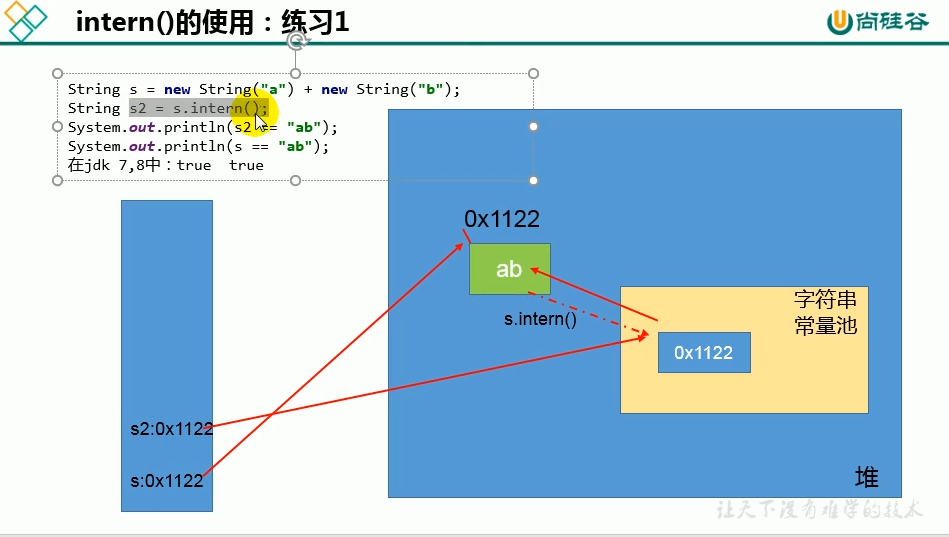 intern()的使用：练习1
尚硅谷
String s = new String("a") + new String("b");
String s2 = s.intern();
System.out.println(s2 == "ab");
System.out.println(s == "ab");
在jdk 7,8中：true  true
0x1122
ab
字符串
常量池
s.intern()
0x1122
s2:0x1122
s:0x1122
堆
让天下没有难学的技术